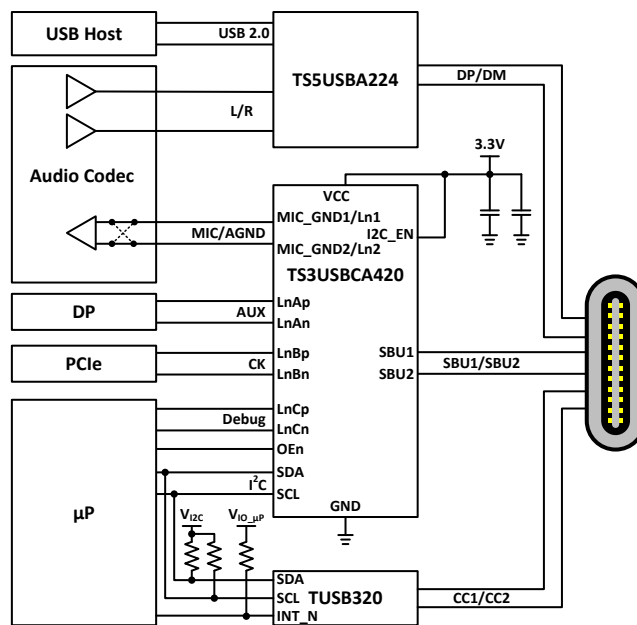 USB Host
USB 2.0
TS5USBA224
DP/DM
L/R
Audio Codec
3.3V
VCC
MIC_GND1/Ln1
I2C_EN
MIC/AGND
MIC_GND2/Ln2
TS3USBCA420
DP
LnAp
AUX
LnAn
PCIe
LnBp
CK
LnBn
SBU1
SBU2
SBU1/SBU2
µP
LnCp
Debug
LnCn
OEn
SDA
I²C
SCL
GND
V_I2C
V_IO_µP
SDA
SCL
INT_N
TUSB320
CC1/CC2